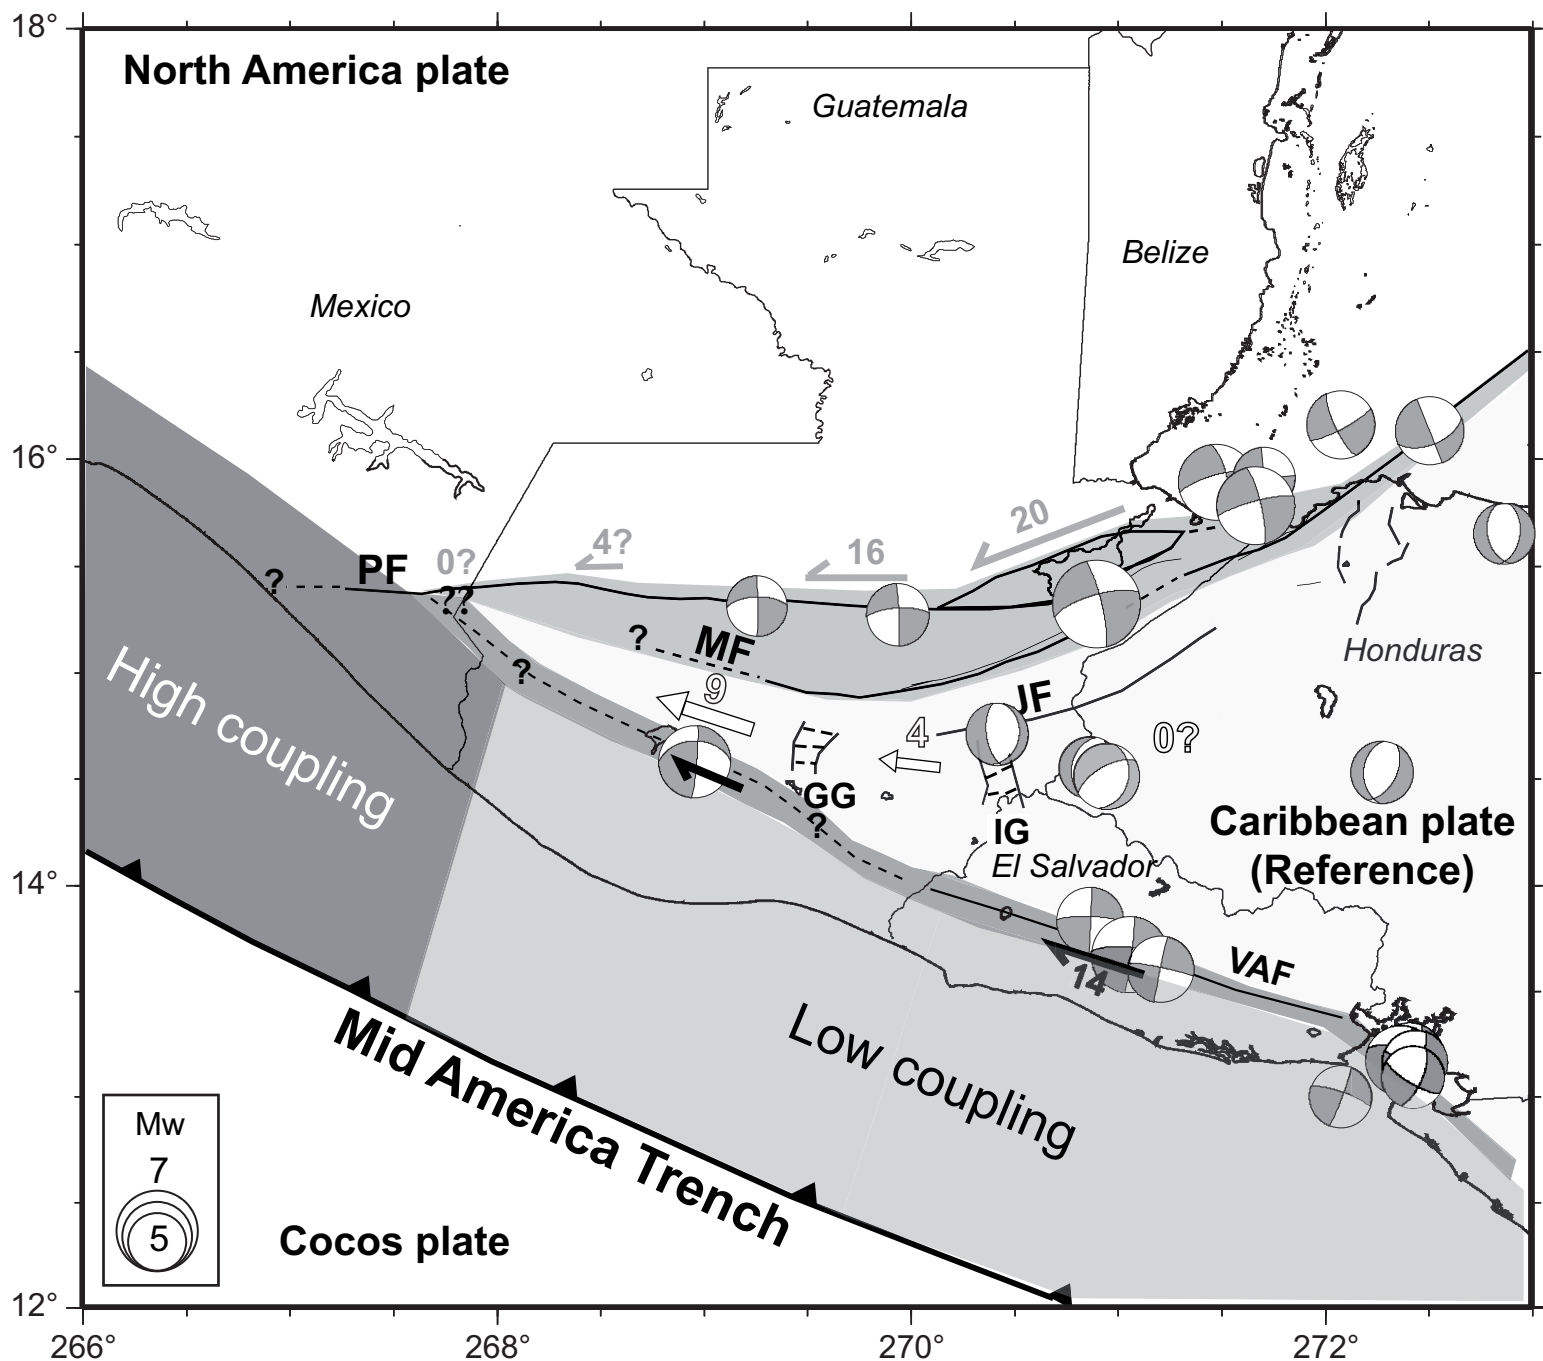 18°
North America plate
Guatemala
Belize
Mexico
16°
20
4?
16
0?
PF
?
??
?
MF
?
Honduras
9
JF
4
0?
High coupling
GG
?
IG
Caribbean plate
(Reference)
El Salvador
14°
VAF
14
Low coupling
Mid America Trench
Mw
7
5
Cocos plate
12°
266°
268°
270°
272°